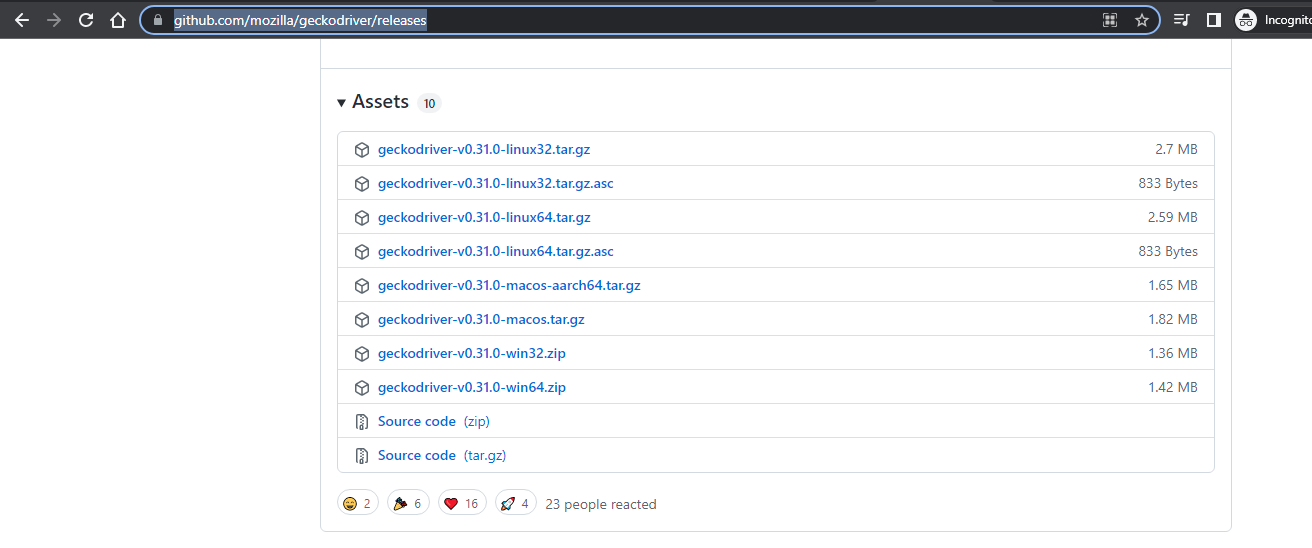 github.com/mozilla/geckodriver/releases
Incognito
Assets 10
geckodriver-v0.31.0-linux32.tar.gz 2.7 MB
geckodriver-v0.31.0-linux32.tar.gz.asc 833 Bytes
geckodriver-v0.31.0-linux64.tar.gz 2.59 MB
geckodriver-v0.31.0-linux64.tar.gz.asc 833 Bytes
geckodriver-v0.31.0-macos-aarch64.tar.gz 1.65 MB
geckodriver-v0.31.0-macos.tar.gz 1.82 MB
geckodriver-v0.31.0-win32.zip 1.36 MB
geckodriver-v0.31.0-win64.zip 1.42 MB
Source code (zip)
Source code (tar.gz)
2 6 16 4 23 people reacted